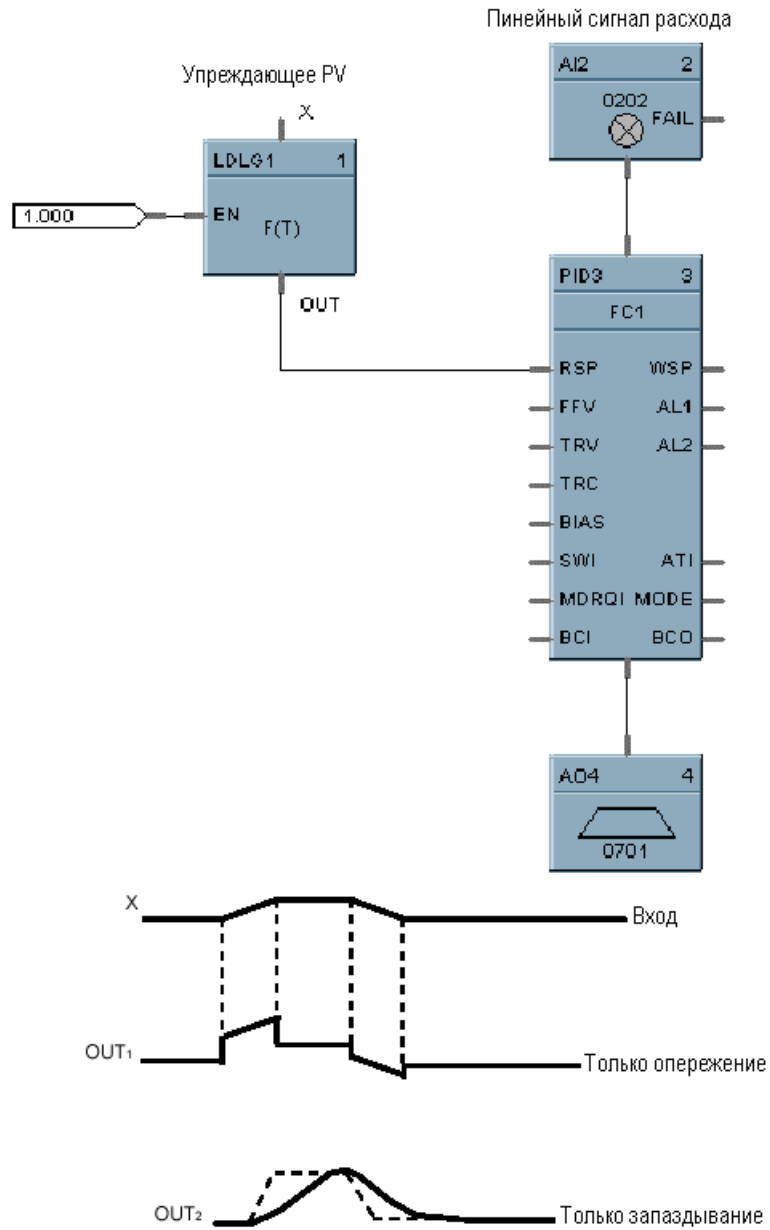 Пинейный сигнал расхода
AI2 2
0202
FAIL
Упреждающее PV
X
LDLG1 1
1.000
EN
F(T)
OUT
PID3 3
FC1
RSP WSP
FFV AL1
TRV AL2
TRC
BIAS
SWI ATI
MDRQI MODE
BCI BCO
AO4 4
0701
X
Вход
OUT1
Только опережение
OUT2
Только запаздывание